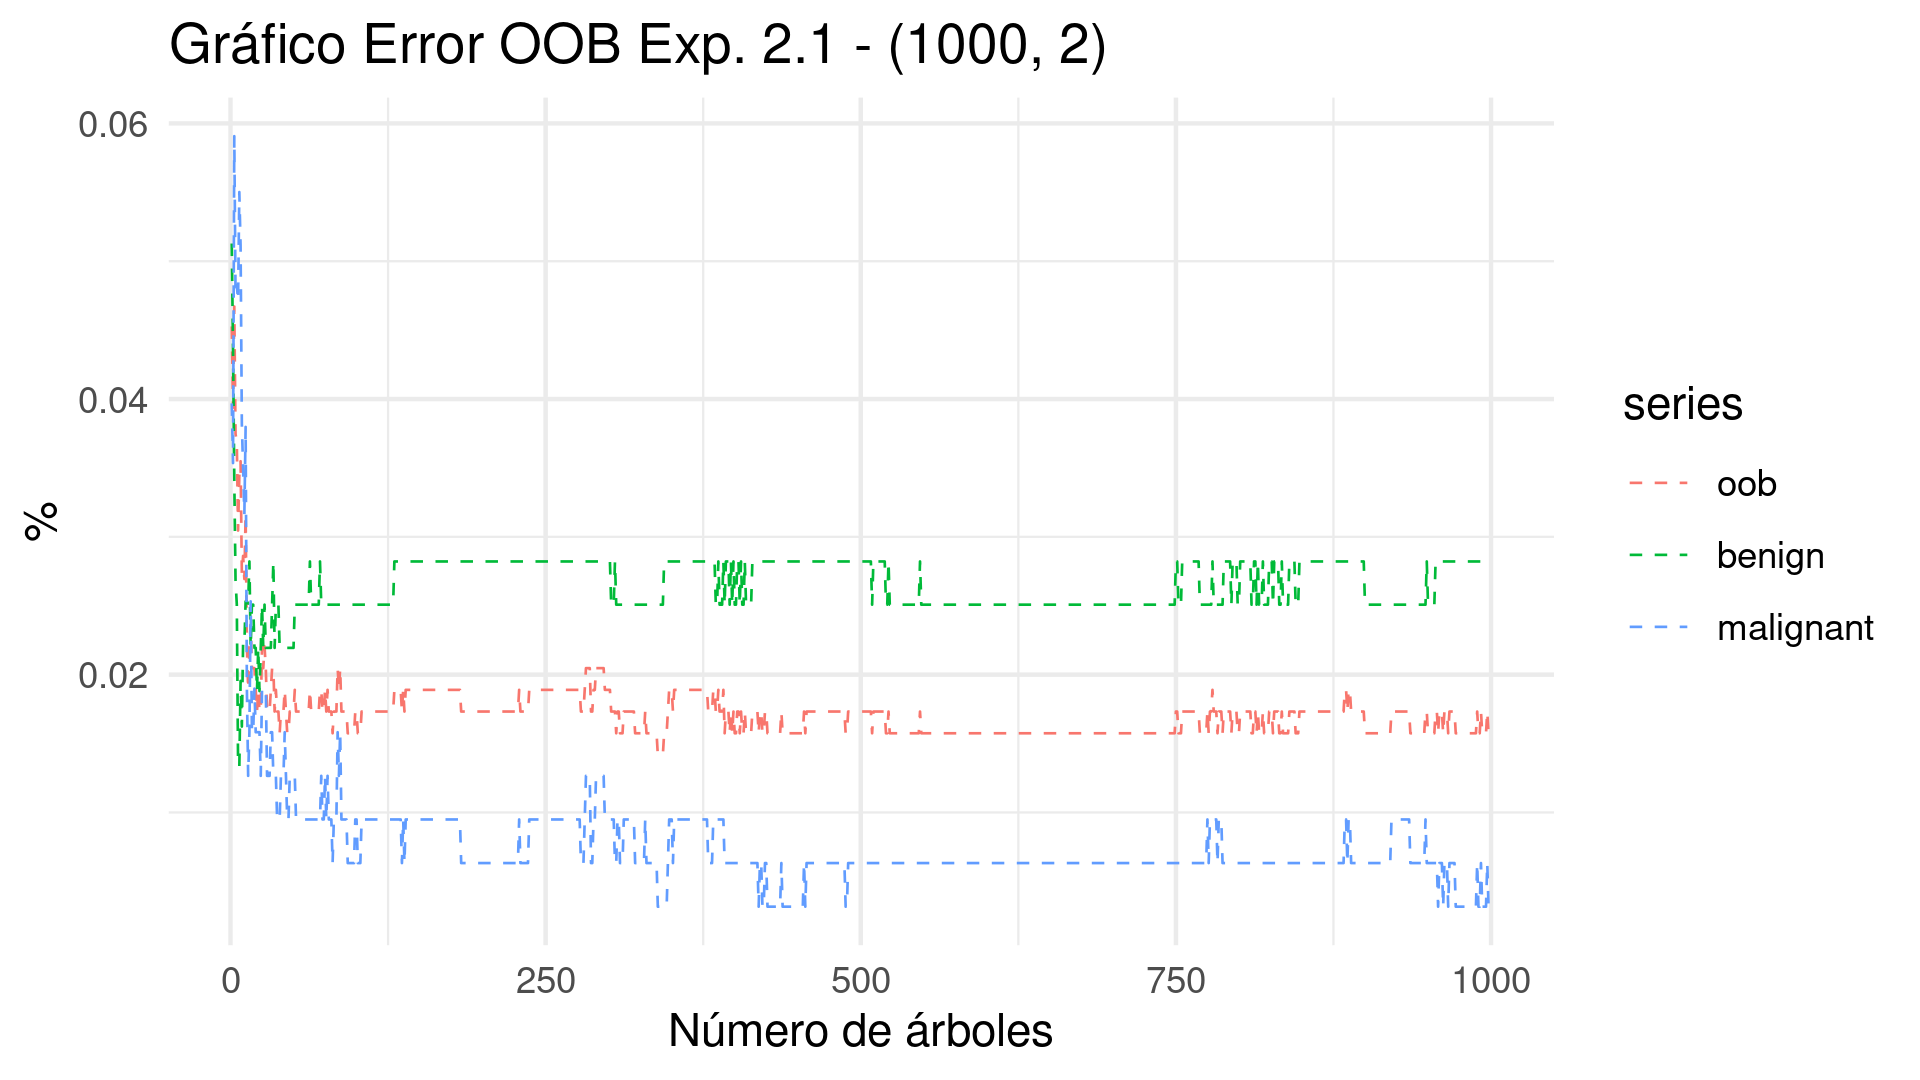 Gráfico Error OOB Exp. 2.1 - (1000, 2)
0.06
0.04
0.02
%
0 250 500 750 1000
Número de árboles
series
oob
benign
malignant